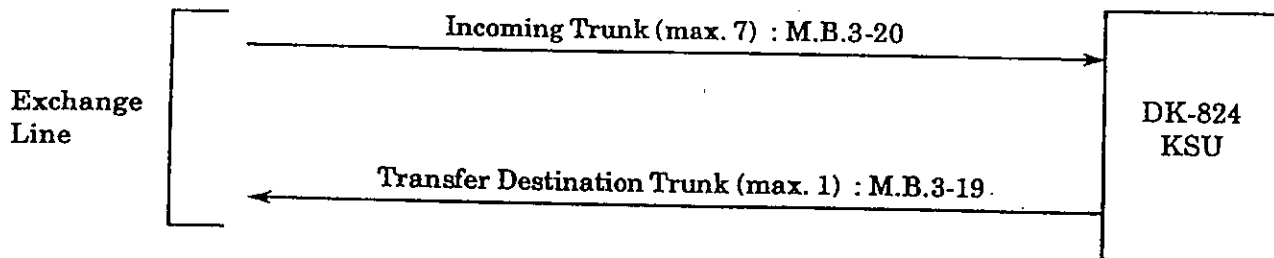 Incoming Trunk (max. 7) : M.B.3-20
Exchange
Line
DK-824
KSU
Transfer Destination Trunk (max. 1) : M.B.3-19